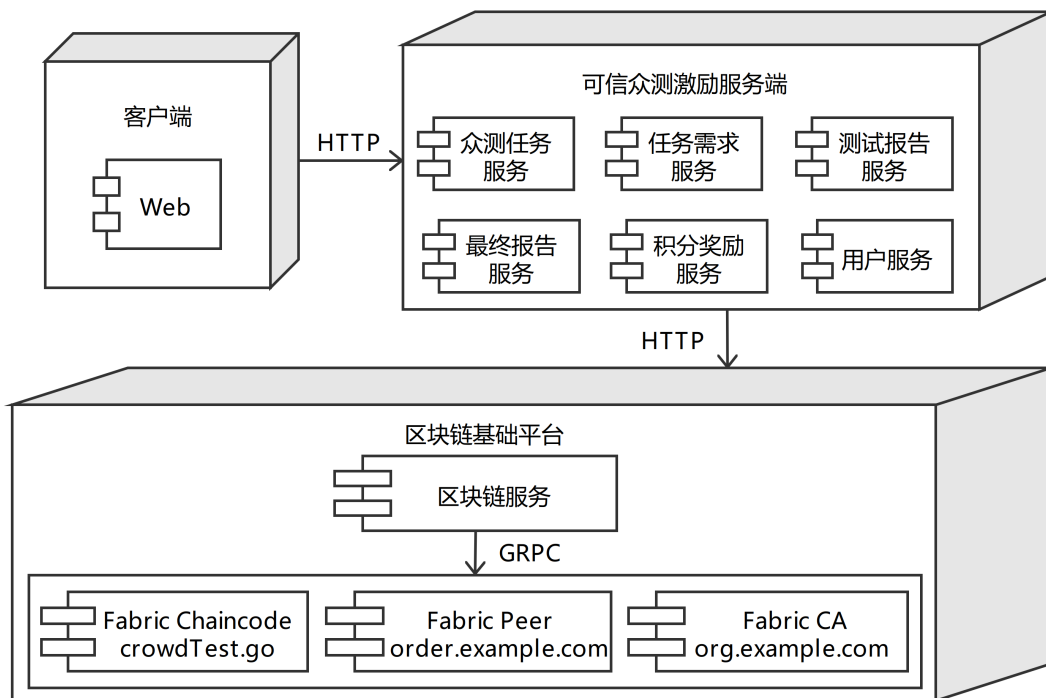 客户端
Web
HTTP
可信众测激励服务端
众测任务
服务
任务需求
服务
测试报告
服务
最终报告
服务
积分奖励
服务
用户服务
HTTP
区块链基础平台
区块链服务
GRPC
Fabric Chaincode
crowdTest.go
Fabric Peer
order.example.com
Fabric CA
org.example.com